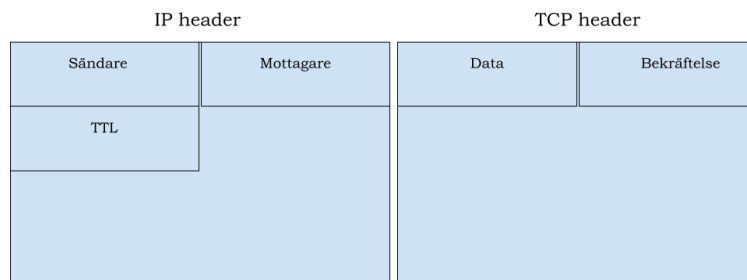 IP header
TCP header
Sändare
Mottagare
Data
Bekräftelse
TTL